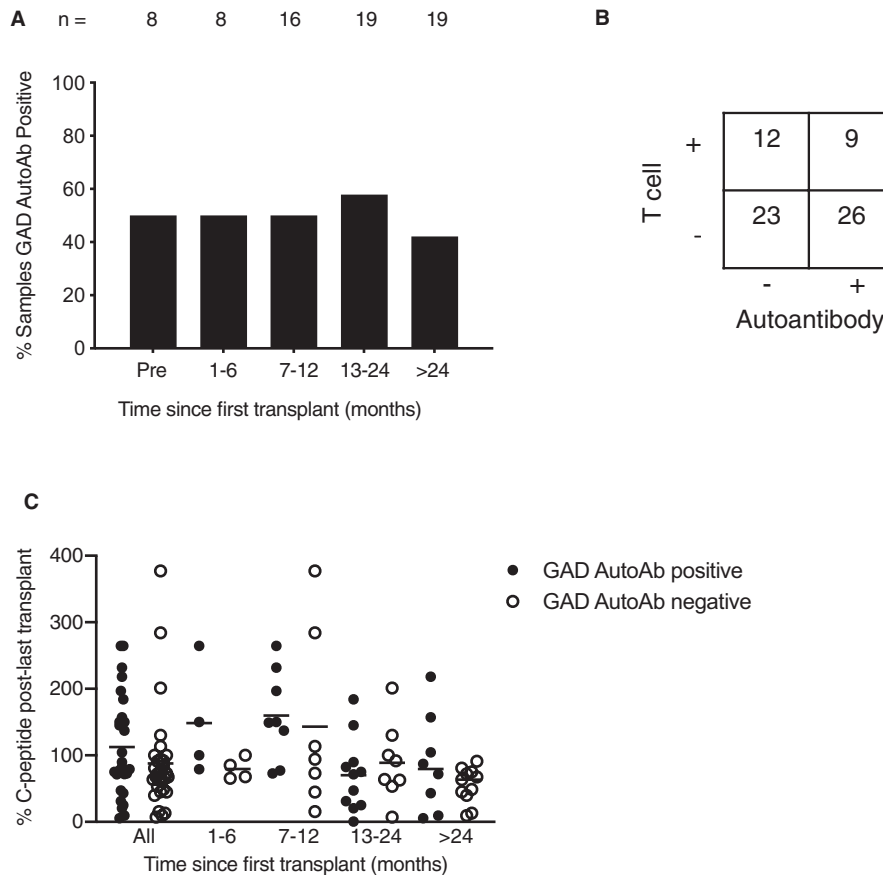 A n = 8 8 16 19 19
B
% Samples GAD AutoAb Positive
100
80
60
40
20
0
Pre 1-6 7-12 13-24 >24
Time since first transplant (months)
T cell
+ 12 9
- 23 26
- +
Autoantibody
C
% C-peptide post-last transplant
400
300
200
100
0
All 1-6 7-12 13-24 >24
Time since first transplant (months)
GAD AutoAb positive
GAD AutoAb negative